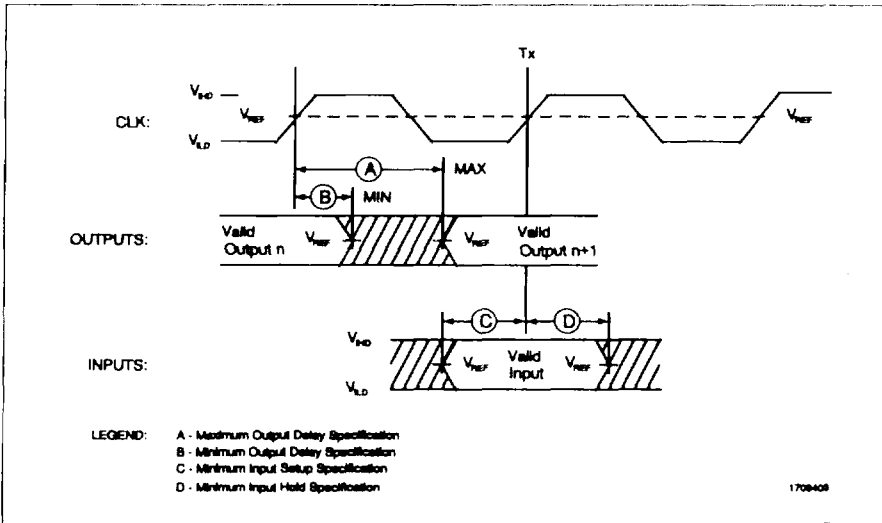 Tx
V_IHD
CLK: V_REF V_REF
V_ILD
A MAX
B MIN
OUTPUTS: Valid Output n V_REF V_REF Valid Output n+1
C D
V_IHD
INPUTS: V_REF Valid Input V_REF
V_ILD
LEGEND: A - Maximum Output Delay Specification
B - Minimum Output Delay Specification
C - Minimum Input Setup Specification
D - Minimum Input Hold Specification